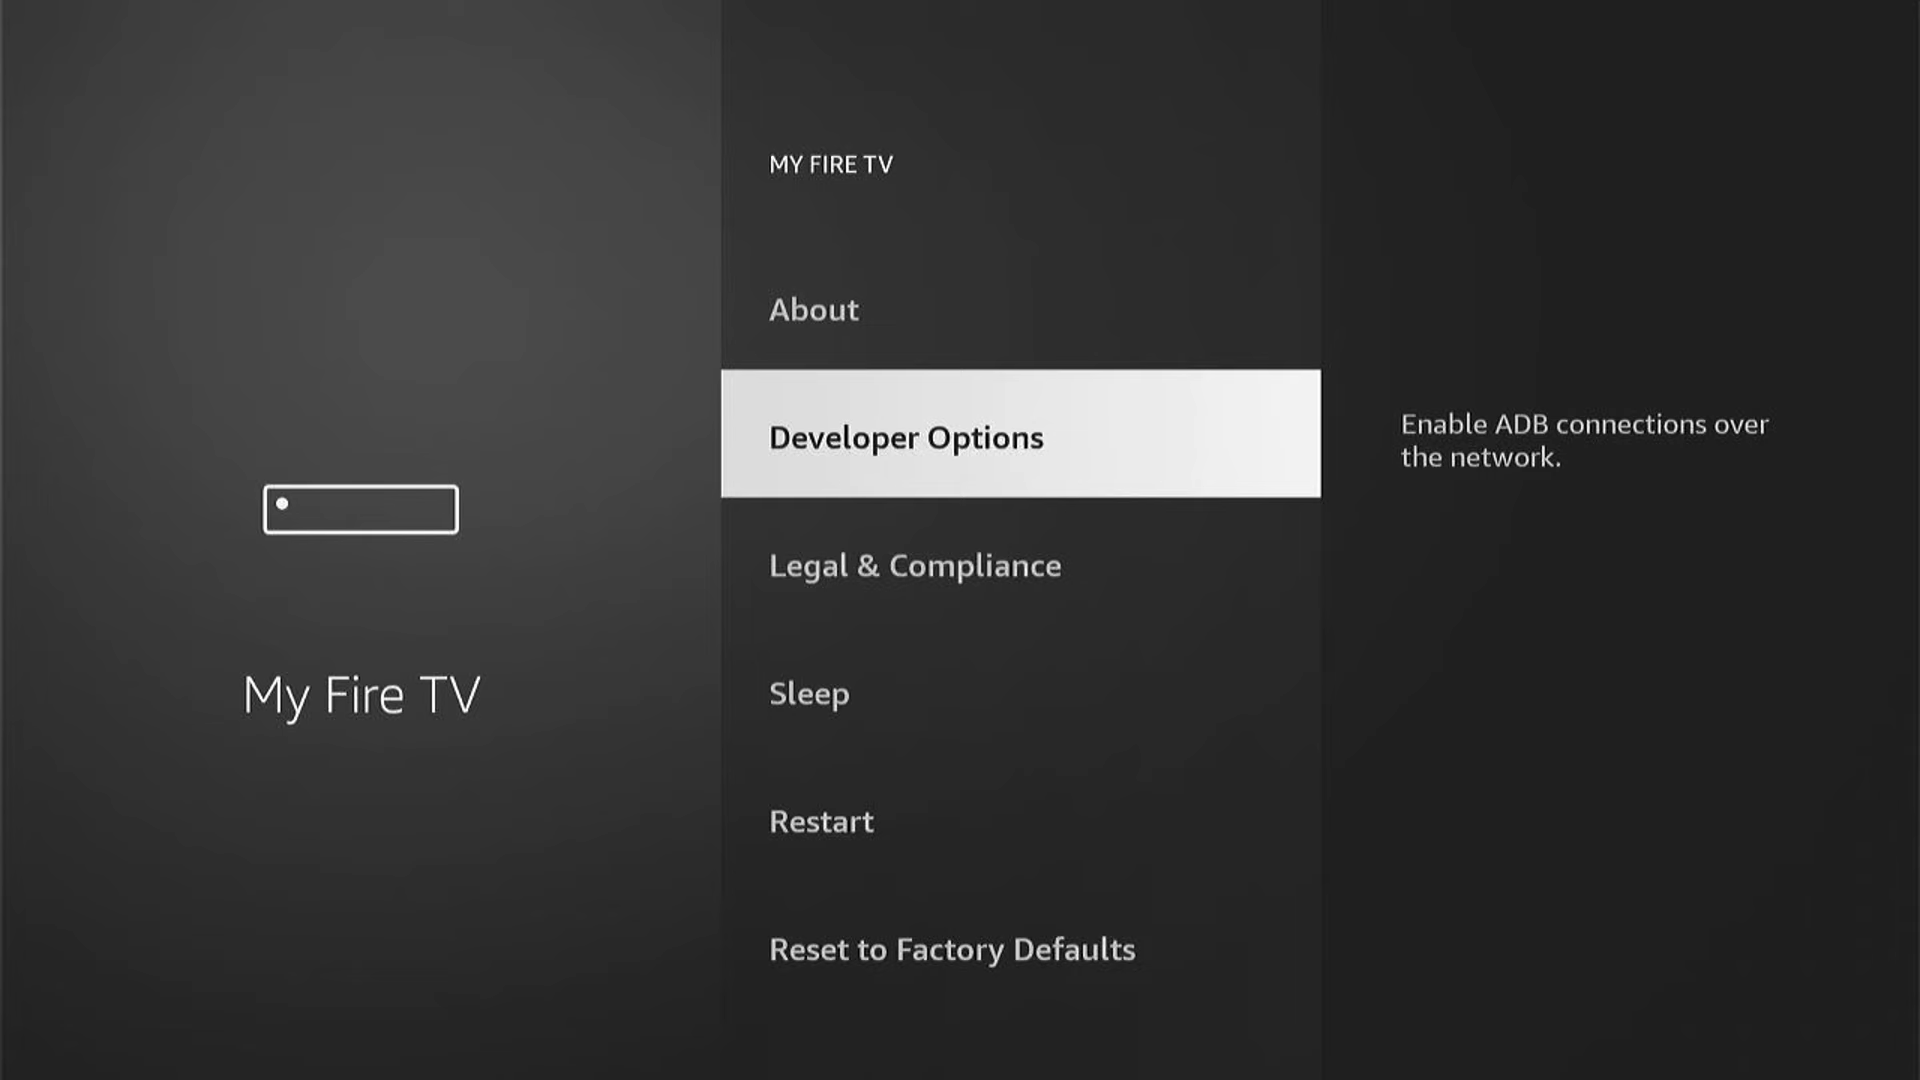 MY FIRE TV
About
Developer Options
Enable ADB connections over
the network.
Legal & Compliance
Sleep
My Fire TV
Restart
Reset to Factory Defaults